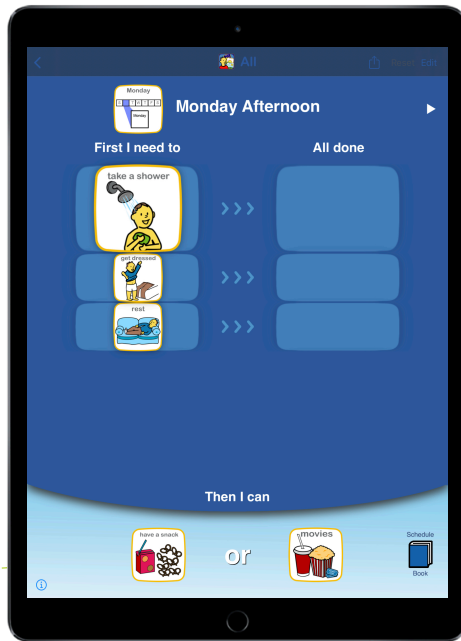 All
Edit
Monday
Monday
Monday Afternoon
First I need to
All done
take a shower
get dressed
rest
Then I can
have a snack
or
movies
Schedule
Book